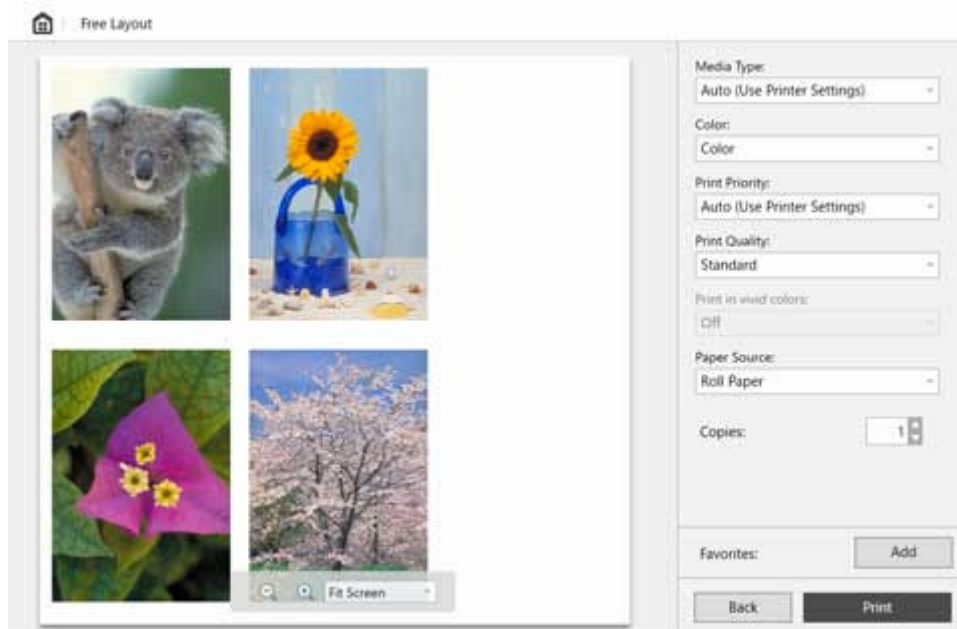 Free Layout
Media Type:
Auto (Use Printer Settings)
Color:
Color
Print Priority:
Auto (Use Printer Settings)
Print Quality:
Standard
Print in vivid colors:
Off
Paper Source:
Roll Paper
Copies:
1
Fit Screen
Favorites:
Add
Back
Print